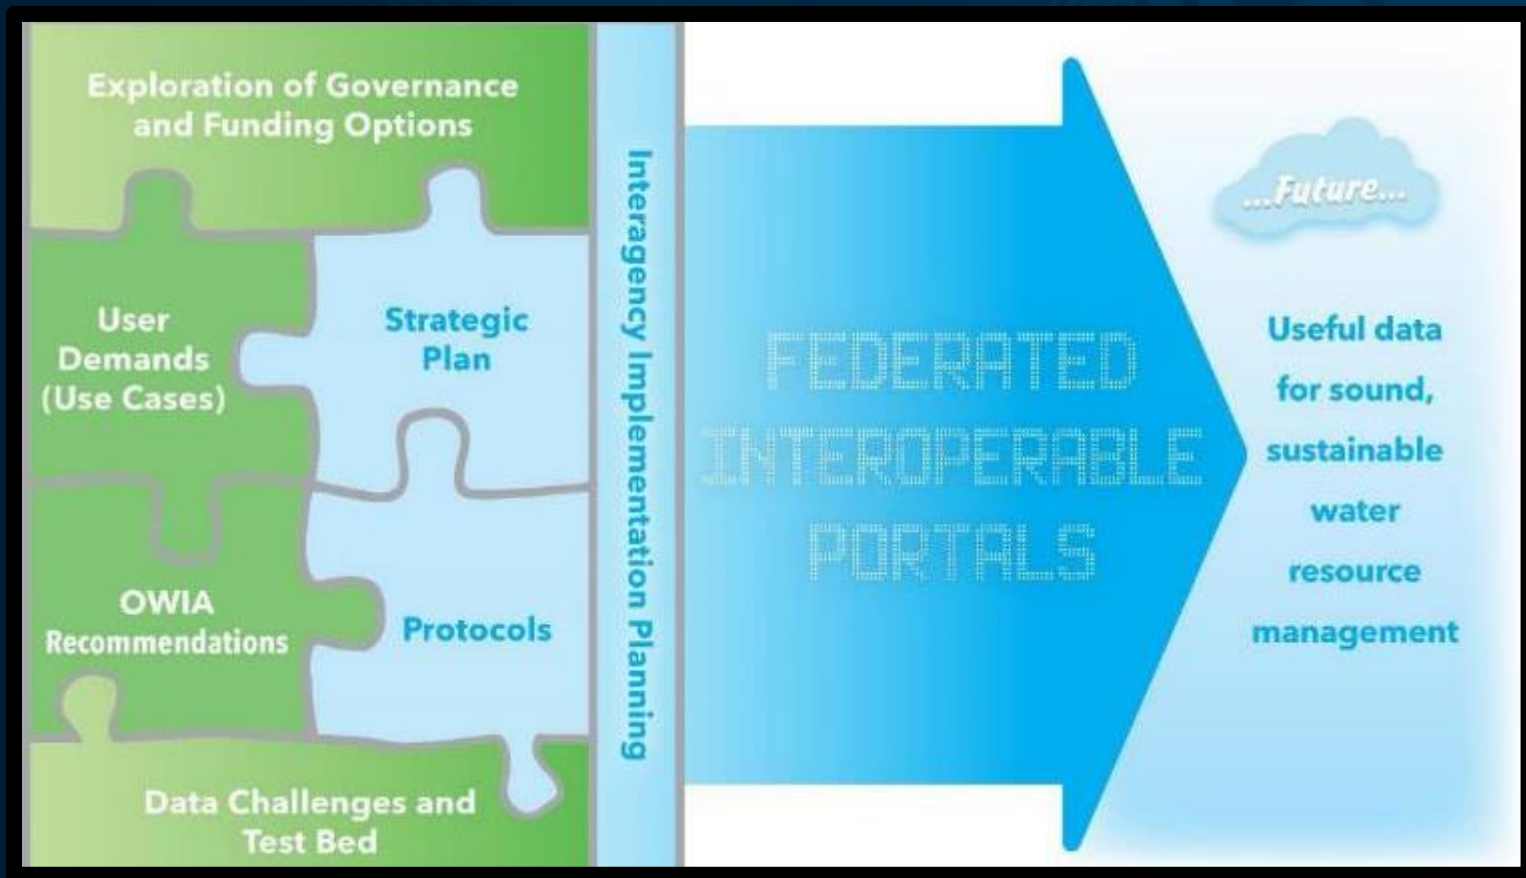 Exploration of Governance
and Funding Options
User
Demands
(Use Cases)
Strategic
Plan
OWIA
Recommendations
Protocols
Data Challenges and
Test Bed
Interagency Implementation Planning
FEDERATED
INTEROPERABLE
PORTALS
...Future...
Useful data
for sound,
sustainable
water
resource
management